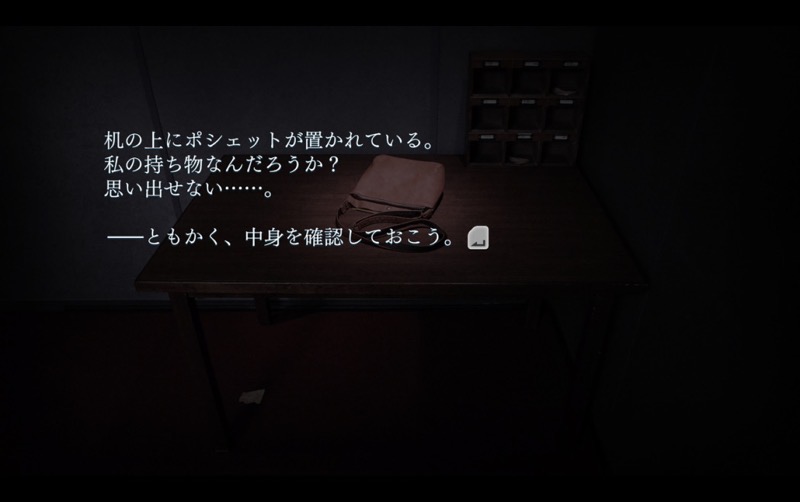 机の上にポシェットが置かれている。
私の持ち物なんだろうか？
思い出せない……。
――ともかく、中身を確認しておこう。